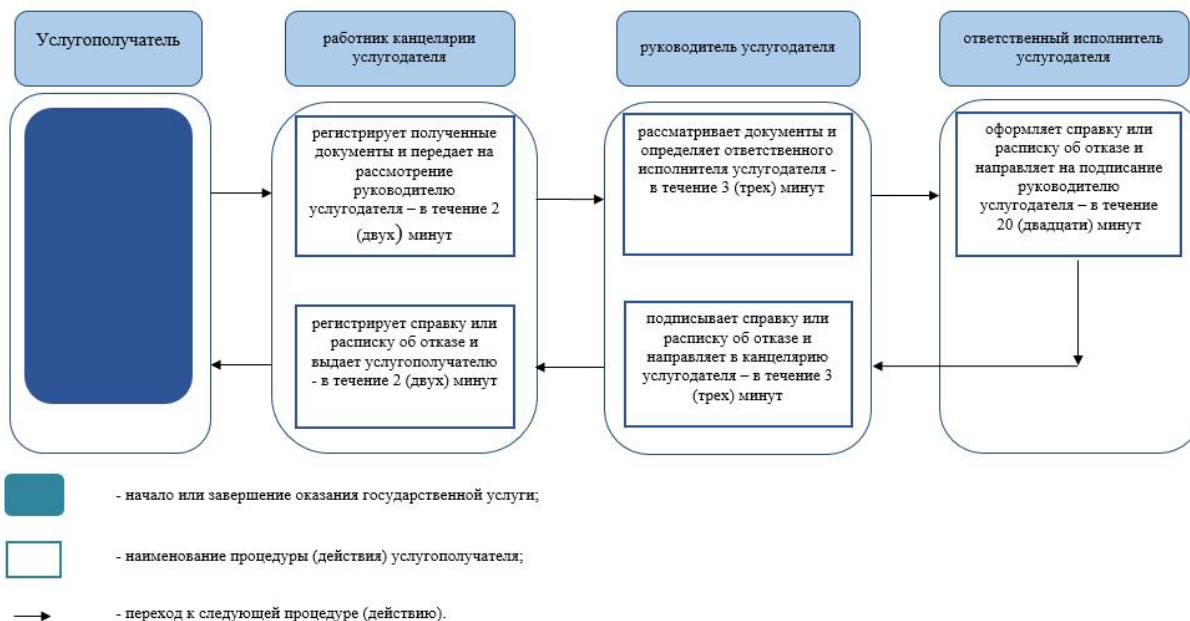 Услугополучатель
работник канцелярии
услугодателя
руководитель услугодателя
ответственный исполнитель
услугодателя
регистрирует полученные
документы и передает на
рассмотрение
руководителю
услугодателя – в течение 2
(двух) минут
рассматривает документы и
определяет ответственного
исполнителя услугодателя -
в течение 3 (трех) минут
оформляет справку или
расписку об отказе и
направляет на подписание
руководителю
услугодателя – в течение
20 (двадцати) минут
регистрирует справку или
расписку об отказе и
выдает услугополучателю
- в течение 2 (двух) минут
подписывает справку или
расписку об отказе и
направляет в канцелярию
услугодателя – в течение 3
(трех) минут
- начало или завершение оказания государственной услуги;
- наименование процедуры (действия) услугополучателя;
- переход к следующей процедуре (действию).